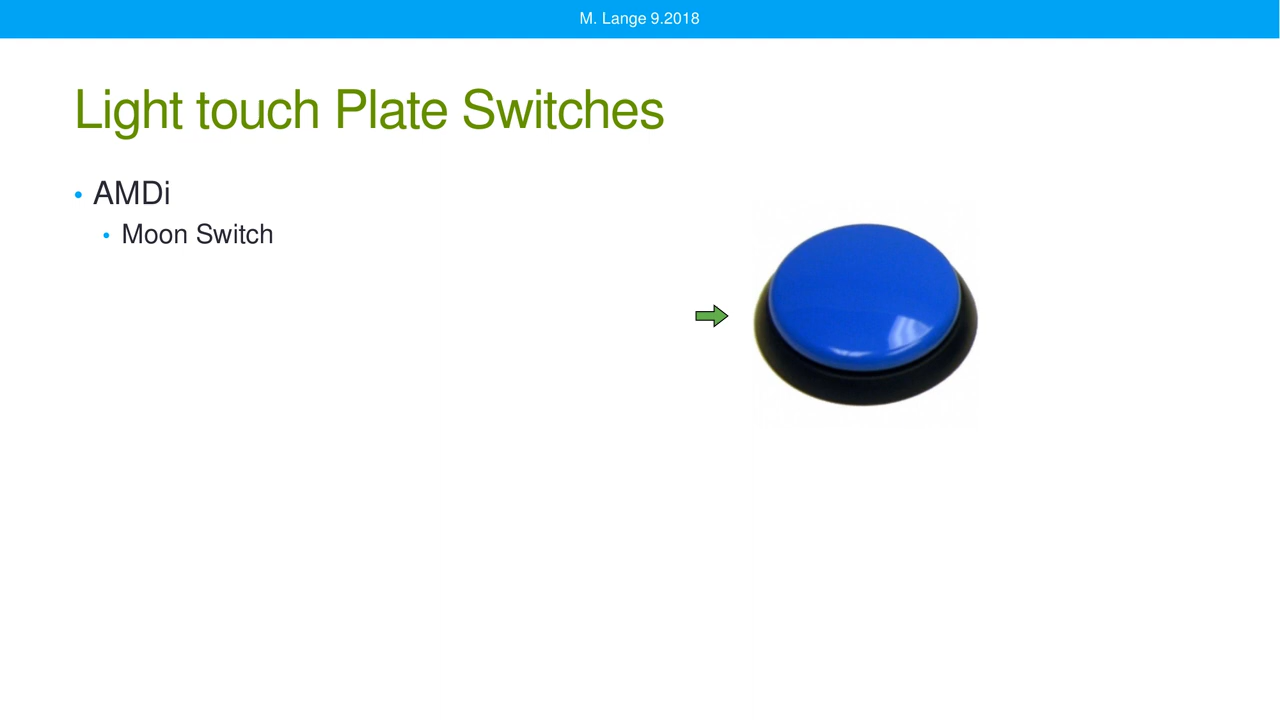 M. Lange 9.2018
Light touch Plate Switches
• AMDi
• Moon Switch